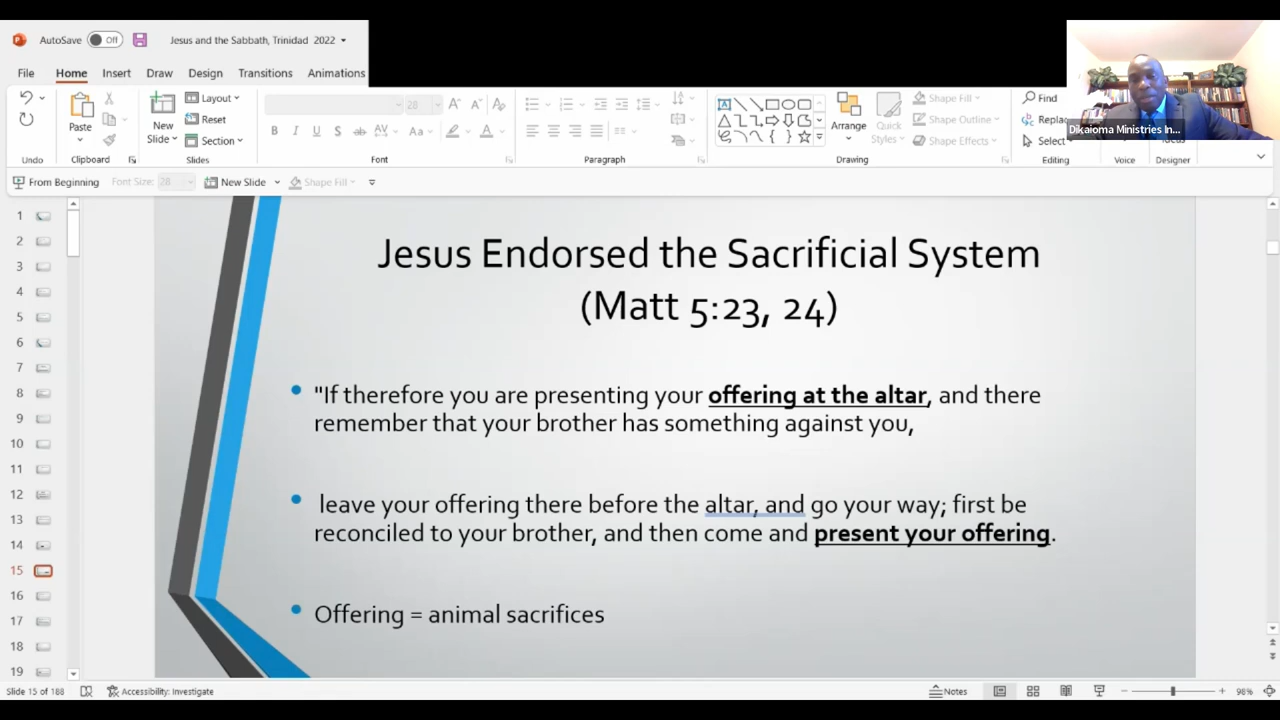 AutoSave Off Jesus and the Sabbath, Trinidad 2022
File Home Insert Draw Design Transitions Animations
Paste
New Slide
Layout
Reset
Section
28
B I U S ab AV Aa A
Shape Fill
Shape Outline
Shape Effects
Arrange
Quick Styles
Find
Replac
Select
Dikaioma Ministries In...
Undo Clipboard Slides Font Paragraph Drawing Editing Voice Designer
From Beginning Font Size: 28 New Slide Shape Fill
1
2
3
4
5
6
7
8
9
10
11
12
13
14
15
16
17
18
19
Jesus Endorsed the Sacrificial System
(Matt 5:23, 24)
• "If therefore you are presenting your offering at the altar, and there
remember that your brother has something against you,
• leave your offering there before the altar, and go your way; first be
reconciled to your brother, and then come and present your offering.
• Offering = animal sacrifices
Slide 15 of 188 Accessibility: Investigate Notes 98%